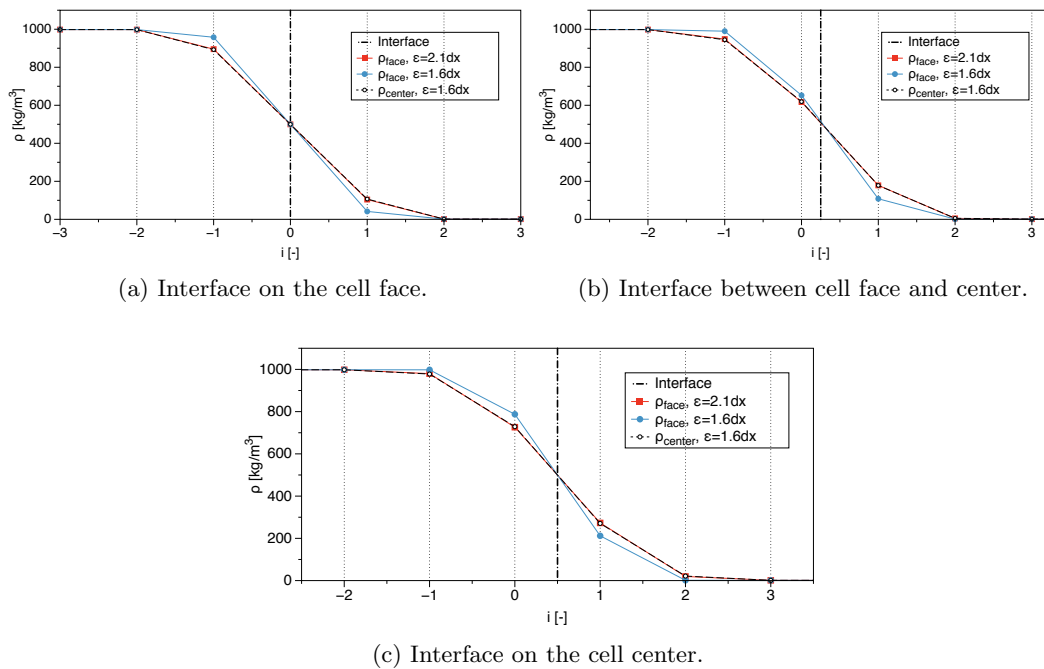 1000
800
600
400
200
0
ρ [kg/m³]
−3 −2 −1 0 1 2 3
i [-]
Interface
ρface, ε=2.1dx
ρface, ε=1.6dx
ρcenter, ε=1.6dx
(a) Interface on the cell face.
1000
800
600
400
200
0
ρ [kg/m³]
−2 −1 0 1 2 3
i [-]
Interface
ρface, ε=2.1dx
ρface, ε=1.6dx
ρcenter, ε=1.6dx
(b) Interface between cell face and center.
1000
800
600
400
200
0
ρ [kg/m³]
−2 −1 0 1 2 3
i [-]
Interface
ρface, ε=2.1dx
ρface, ε=1.6dx
ρcenter, ε=1.6dx
(c) Interface on the cell center.